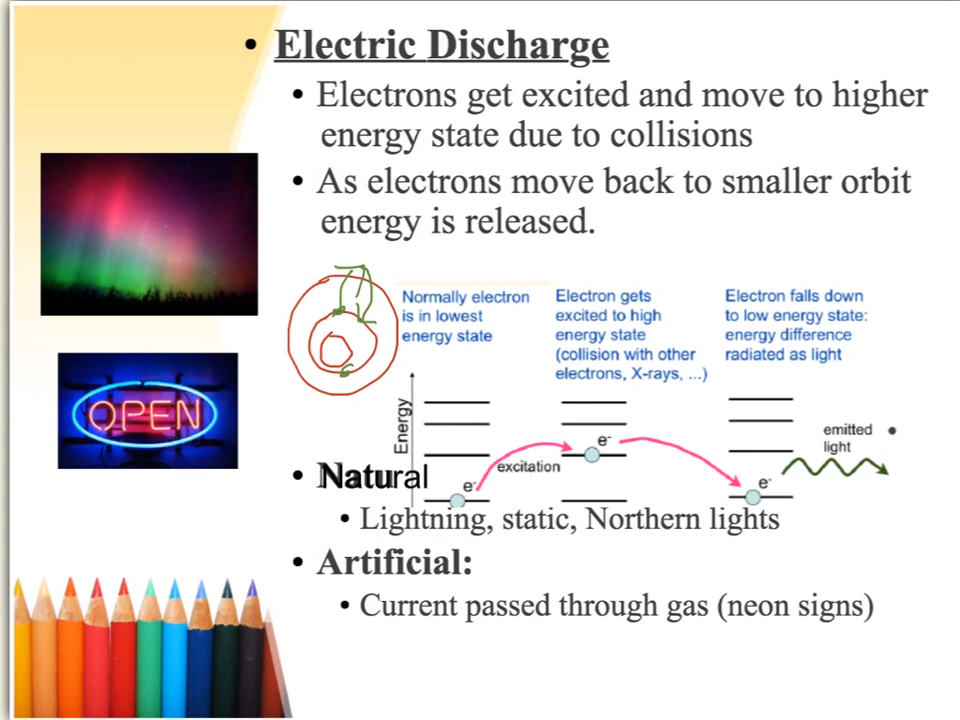 • Electric Discharge
• Electrons get excited and move to higher
energy state due to collisions
• As electrons move back to smaller orbit
energy is released.
Normally electron
is in lowest
energy state
Electron gets
excited to high
energy state
(collision with other
electrons, X-rays, ...)
Electron falls down
to low energy state:
energy difference
radiated as light
Energy
e-
excitation
e-
e-
emitted
light
OPEN
• Natural
• Lightning, static, Northern lights
• Artificial:
• Current passed through gas (neon signs)